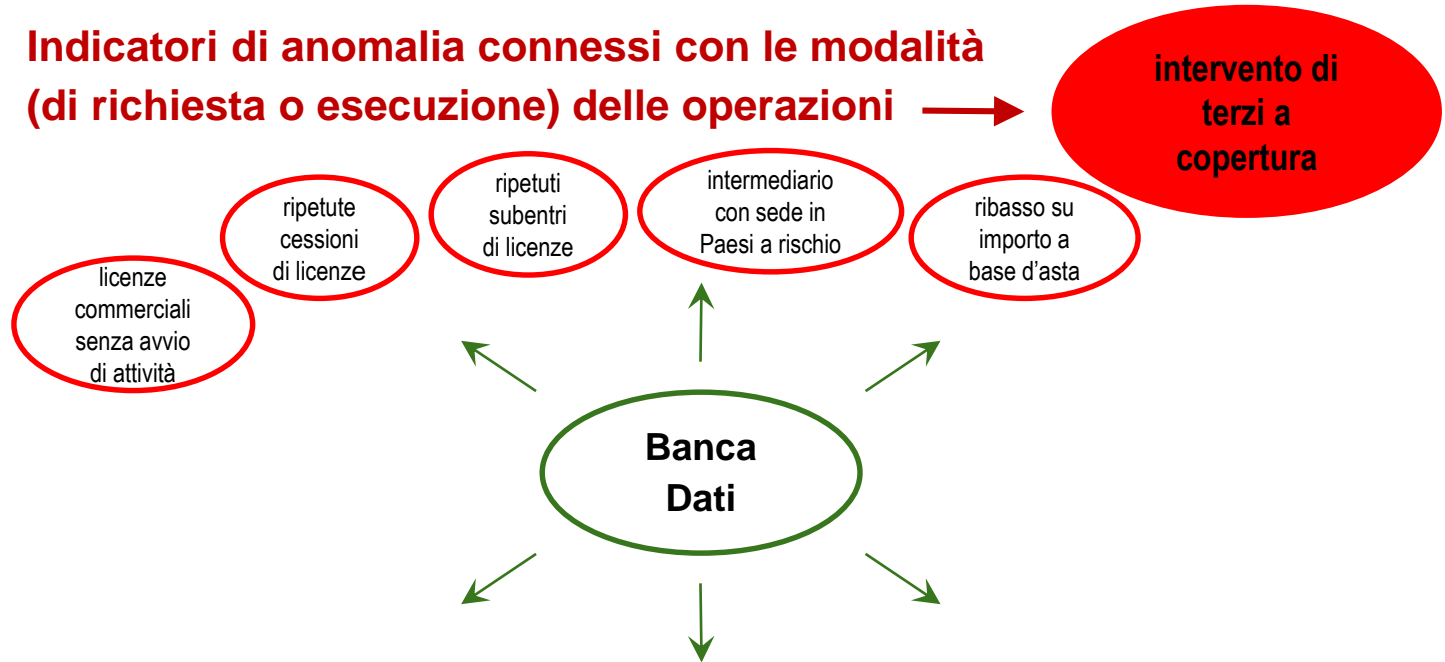 Indicatori di anomalia connessi con le modalità
(di richiesta o esecuzione) delle operazioni
intervento di
terzi a
copertura
licenze
commerciali
senza avvio
di attività
ripetute
cessioni
di licenze
ripetuti
subentri
di licenze
intermediario
con sede in
Paesi a rischio
ribasso su
importo a
base d’asta
Banca
Dati